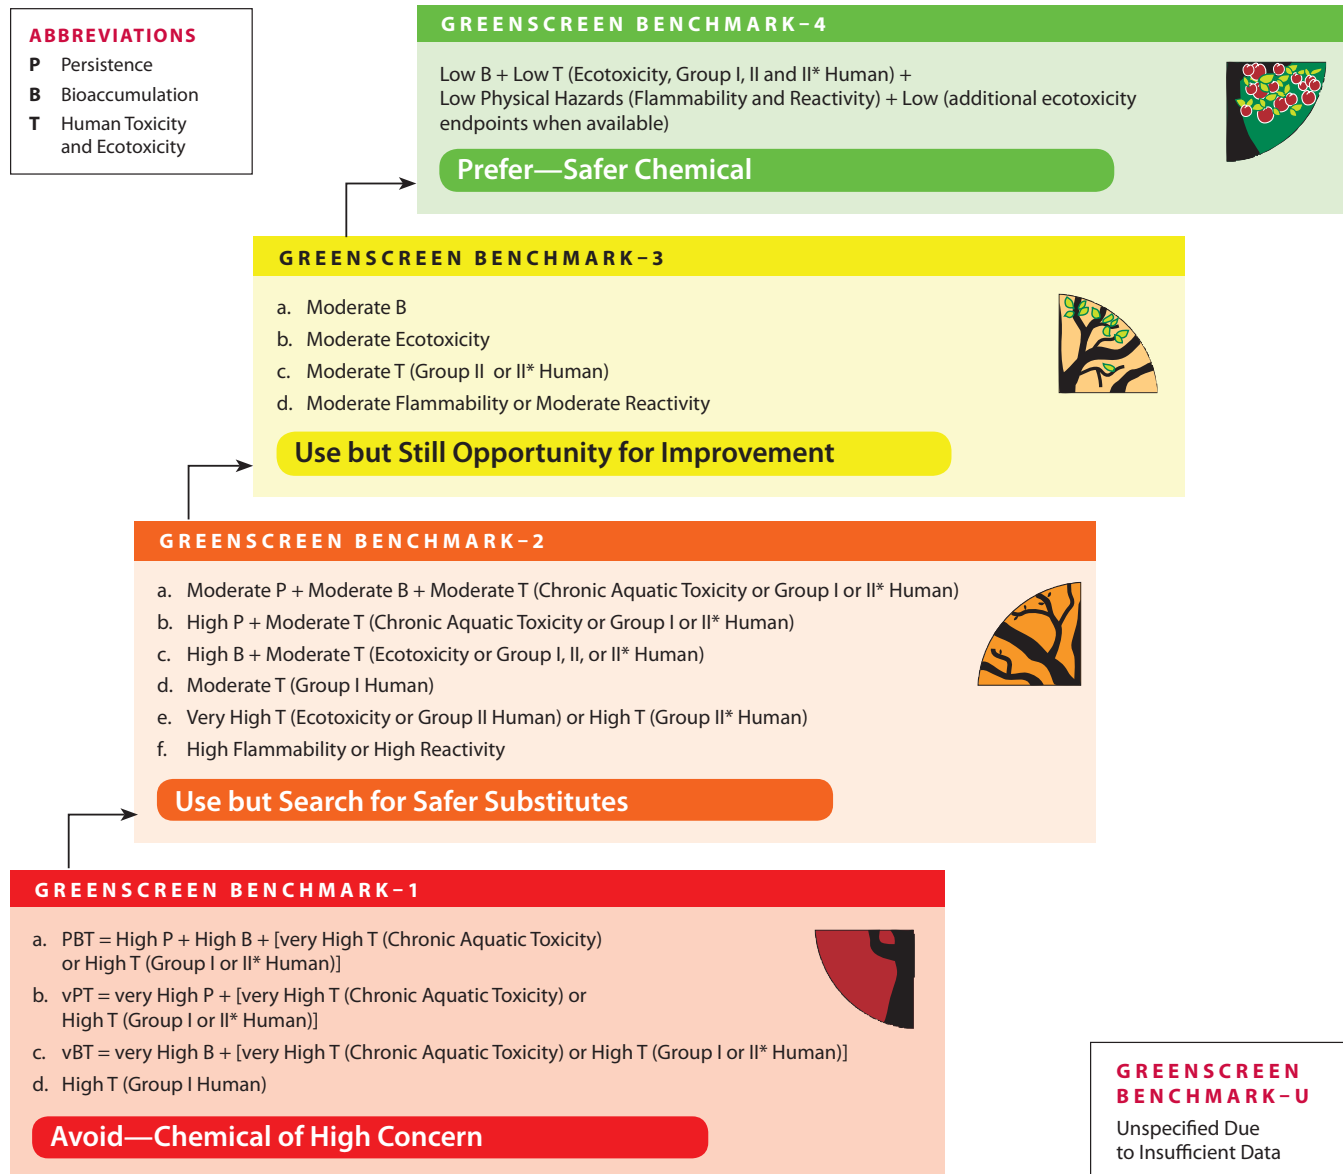 ABBREVIATIONS
P Persistence
B Bioaccumulation
T Human Toxicity
and Ecotoxicity
GREENSCREEN BENCHMARK–4
Low B + Low T (Ecotoxicity, Group I, II and II* Human) +
Low Physical Hazards (Flammability and Reactivity) + Low (additional ecotoxicity
endpoints when available)
Prefer—Safer Chemical
GREENSCREEN BENCHMARK–3
a. Moderate B
b. Moderate Ecotoxicity
c. Moderate T (Group II or II* Human)
d. Moderate Flammability or Moderate Reactivity
Use but Still Opportunity for Improvement
GREENSCREEN BENCHMARK–2
a. Moderate P + Moderate B + Moderate T (Chronic Aquatic Toxicity or Group I or II* Human)
b. High P + Moderate T (Chronic Aquatic Toxicity or Group I or II* Human)
c. High B + Moderate T (Ecotoxicity or Group I, II, or II* Human)
d. Moderate T (Group I Human)
e. Very High T (Ecotoxicity or Group II Human) or High T (Group II* Human)
f. High Flammability or High Reactivity
Use but Search for Safer Substitutes
GREENSCREEN BENCHMARK–1
a. PBT = High P + High B + [very High T (Chronic Aquatic Toxicity)
or High T (Group I or II* Human)]
b. vPT = very High P + [very High T (Chronic Aquatic Toxicity) or
High T (Group I or II* Human)]
c. vBT = very High B + [very High T (Chronic Aquatic Toxicity) or High T (Group I or II* Human)]
d. High T (Group I Human)
Avoid—Chemical of High Concern
GREENSCREEN
BENCHMARK–U
Unspecified Due
to Insufficient Data